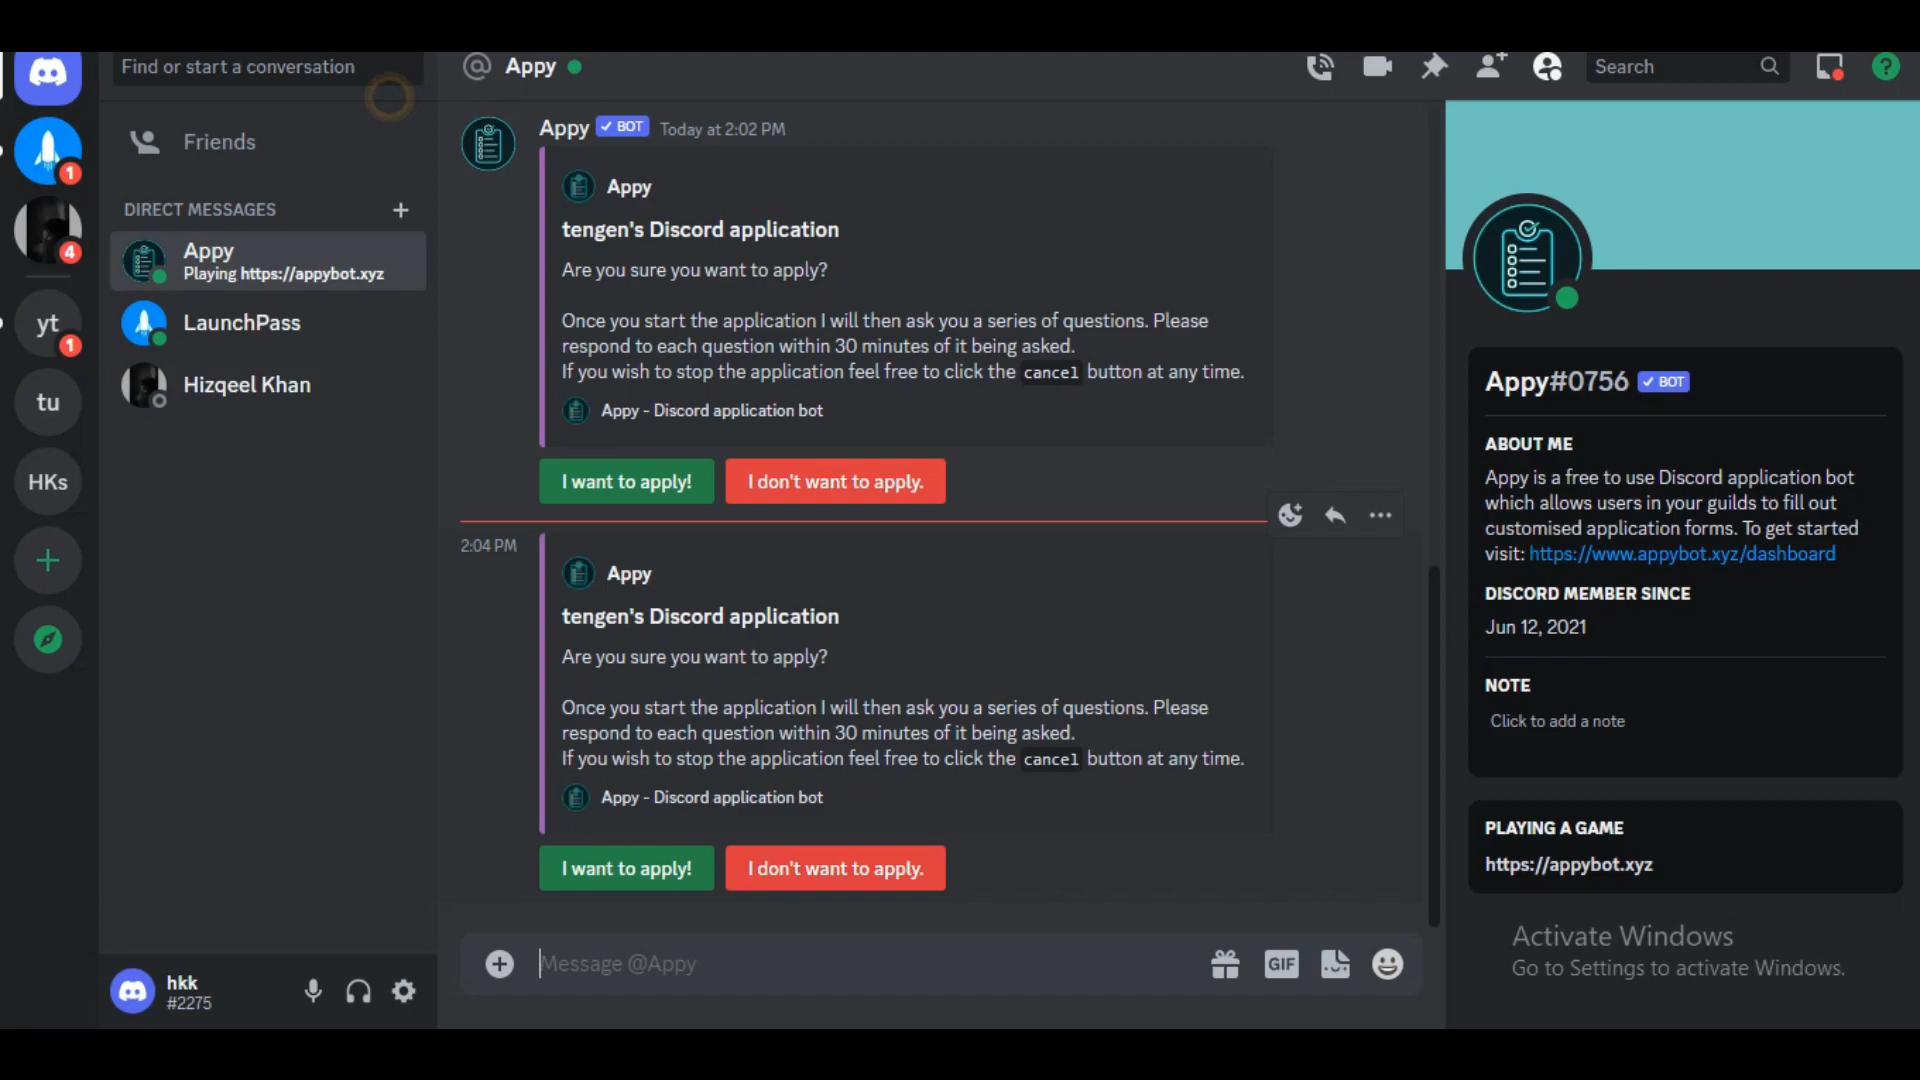 Find or start a conversation
Friends
DIRECT MESSAGES
Appy
Playing https://appybot.xyz
LaunchPass
Hizqeel Khan
1
4
yt
1
tu
HKs
hkk
#2275
Appy
Search
Appy BOT Today at 2:02 PM
Appy
tengen's Discord application
Are you sure you want to apply?
Once you start the application I will then ask you a series of questions. Please
respond to each question within 30 minutes of it being asked.
If you wish to stop the application feel free to click the cancel button at any time.
Appy - Discord application bot
I want to apply! I don't want to apply.
2:04 PM
Appy
tengen's Discord application
Are you sure you want to apply?
Once you start the application I will then ask you a series of questions. Please
respond to each question within 30 minutes of it being asked.
If you wish to stop the application feel free to click the cancel button at any time.
Appy - Discord application bot
I want to apply! I don't want to apply.
Message @Appy
GIF
Appy#0756 BOT
ABOUT ME
Appy is a free to use Discord application bot
which allows users in your guilds to fill out
customised application forms. To get started
visit: https://www.appybot.xyz/dashboard
DISCORD MEMBER SINCE
Jun 12, 2021
NOTE
Click to add a note
PLAYING A GAME
https://appybot.xyz
Activate Windows
Go to Settings to activate Windows.